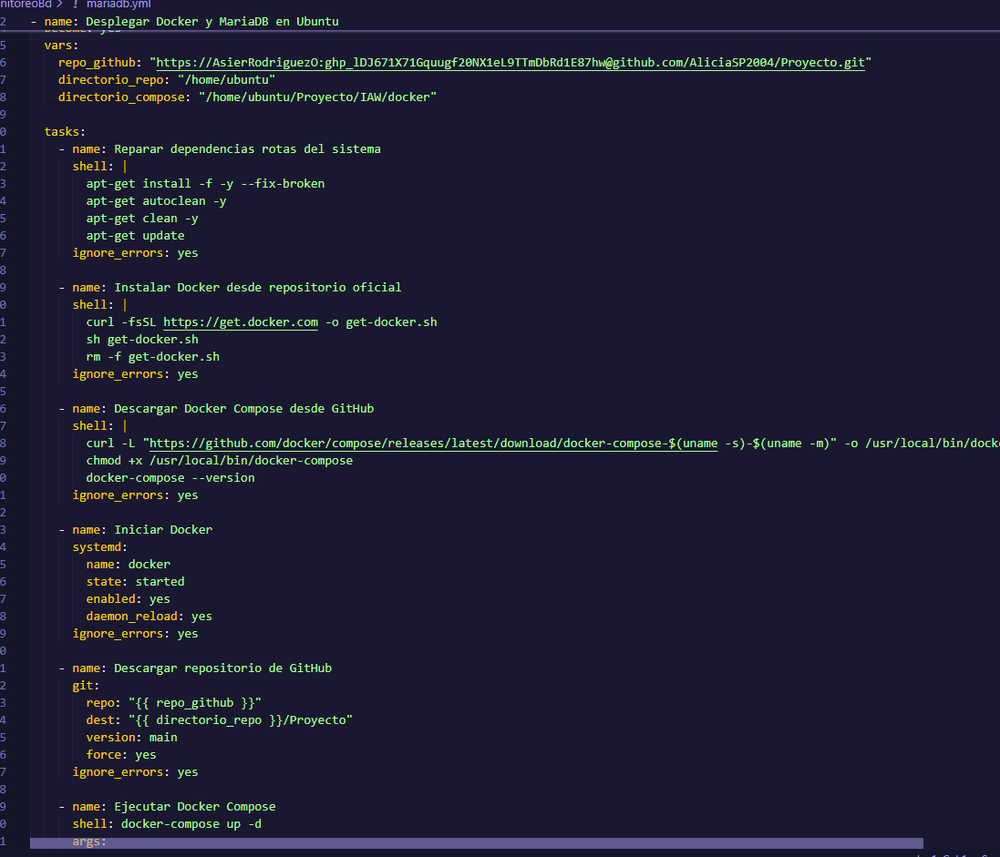 nitoreoBd > ! mariadb.yml
- name: Desplegar Docker y MariaDB en Ubuntu
become: yes
vars:
repo_github: "https://AsierRodriguezO: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@github.com/AliciaSP2004/Proyecto.git"
directorio_repo: "/home/ubuntu"
directorio_compose: "/home/ubuntu/Proyecto/IAW/docker"
tasks:
- name: Reparar dependencias rotas del sistema
shell: |
apt-get install -f -y --fix-broken
apt-get autoclean -y
apt-get clean -y
apt-get update
ignore_errors: yes
- name: Instalar Docker desde repositorio oficial
shell: |
curl -fsSL https://get.docker.com -o get-docker.sh
sh get-docker.sh
rm -f get-docker.sh
ignore_errors: yes
- name: Descargar Docker Compose desde GitHub
shell: |
curl -L "https://github.com/docker/compose/releases/latest/download/docker-compose-$(uname -s)-$(uname -m)" -o /usr/local/bin/docke
chmod +x /usr/local/bin/docker-compose
docker-compose --version
ignore_errors: yes
- name: Iniciar Docker
systemd:
name: docker
state: started
enabled: yes
daemon_reload: yes
ignore_errors: yes
- name: Descargar repositorio de GitHub
git:
repo: "{{ repo_github }}"
dest: "{{ directorio_repo }}/Proyecto"
version: main
force: yes
ignore_errors: yes
- name: Ejecutar Docker Compose
shell: docker-compose up -d
args: